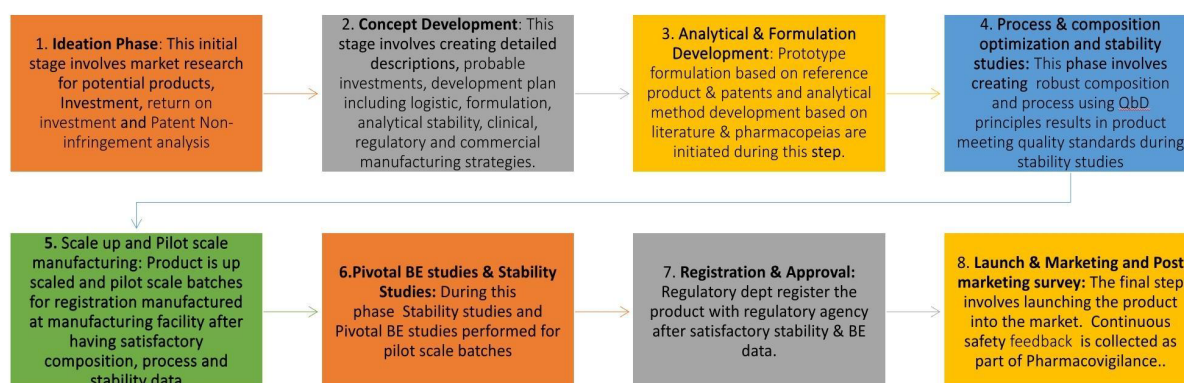 1. Ideation Phase: This initial
stage involves market research
for potential products,
Investment, return on
investment and Patent Non-
infringement analysis
2. Concept Development: This
stage involves creating detailed
descriptions, probable
investments, development plan
including logistic, formulation,
analytical stability, clinical,
regulatory and commercial
manufacturing strategies.
3. Analytical & Formulation
Development: Prototype
formulation based on reference
product & patents and analytical
method development based on
literature & pharmacopeias are
initiated during this step.
4. Process & composition
optimization and stability
studies: This phase involves
creating robust composition
and process using QbD
principles results in product
meeting quality standards during
stability studies
5. Scale up and Pilot scale
manufacturing: Product is up
scaled and pilot scale batches
for registration manufactured
at manufacturing facility after
having satisfactory
composition, process and
stability data
6.Pivotal BE studies & Stability
Studies: During this
phase Stability studies and
Pivotal BE studies performed for
pilot scale batches
7. Registration & Approval:
Regulatory dept register the
product with regulatory agency
after satisfactory stability & BE
data.
8. Launch & Marketing and Post
marketing survey: The final step
involves launching the product
into the market. Continuous
safety feedback is collected as
part of Pharmacovigilance..